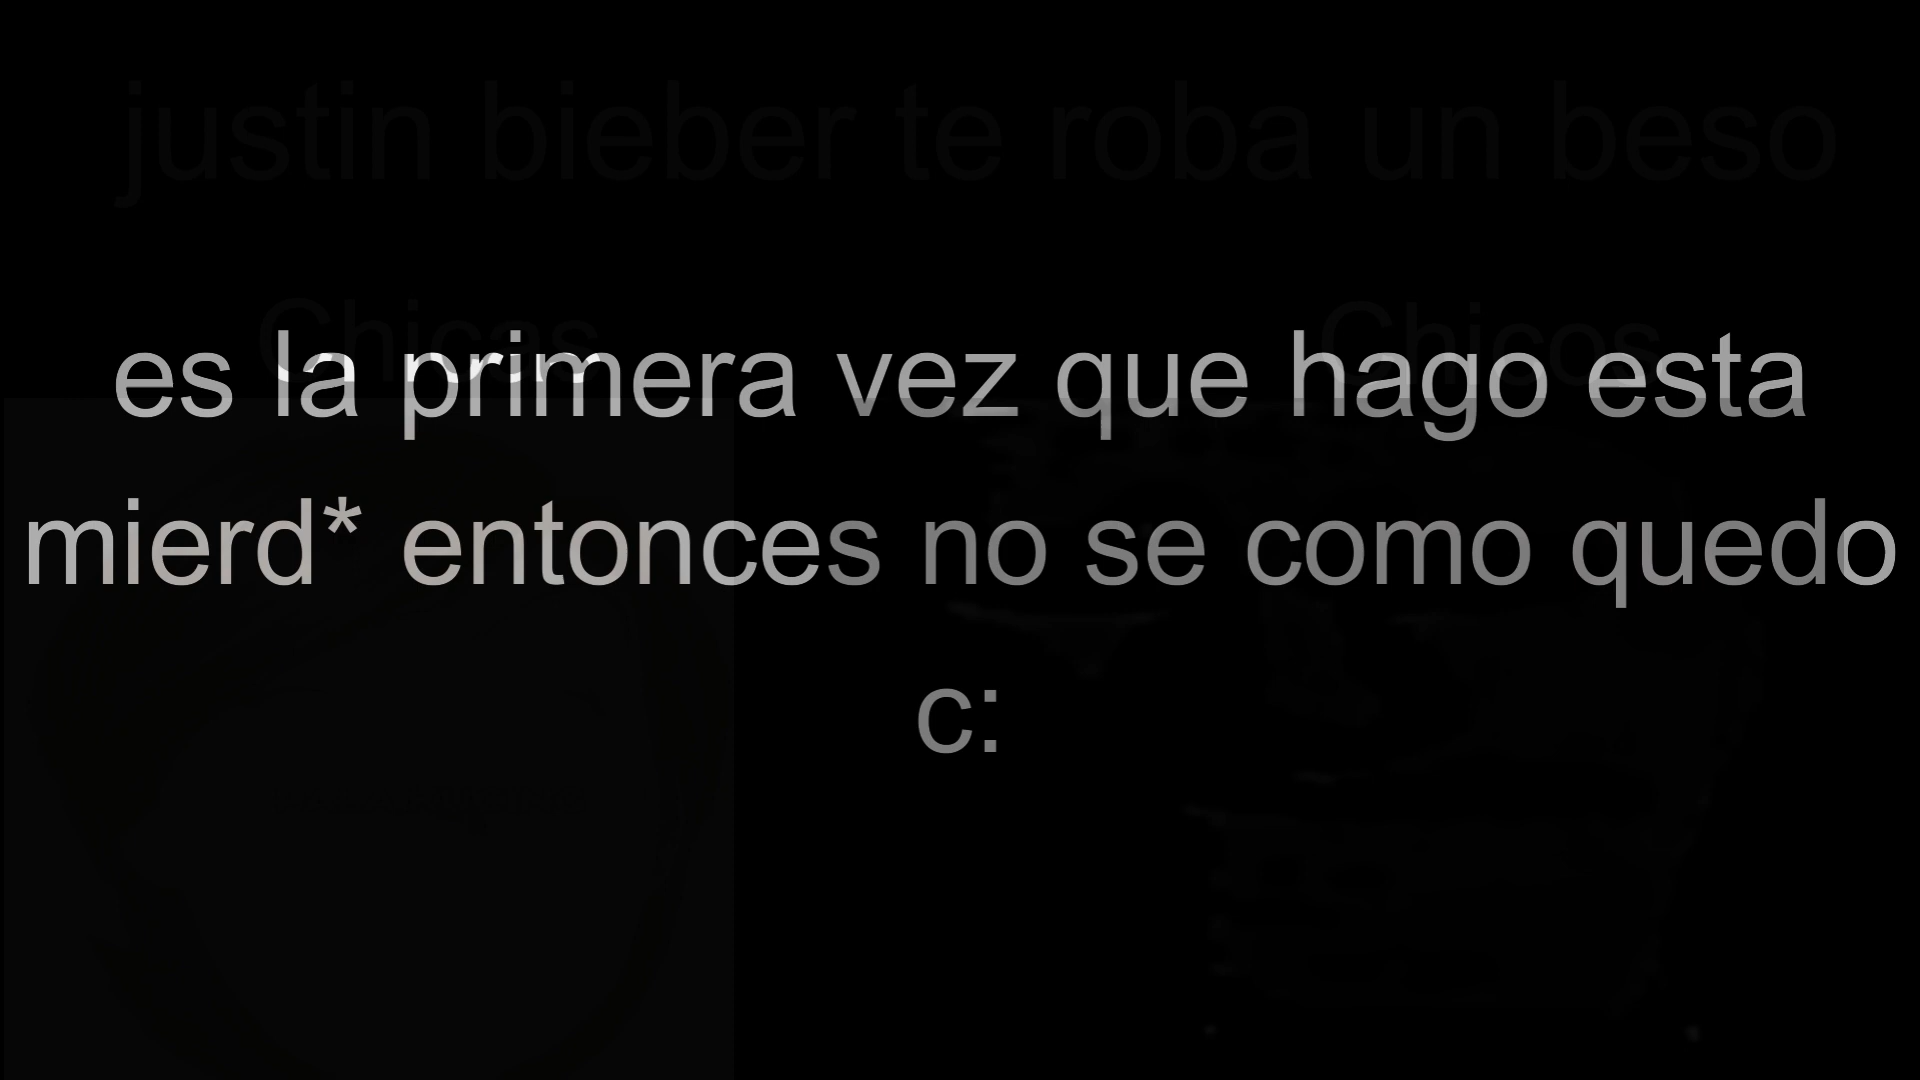 justin bieber te roba un beso
Chicas Chicos
es la primera vez que hago esta
mierd* entonces no se como quedo
c: